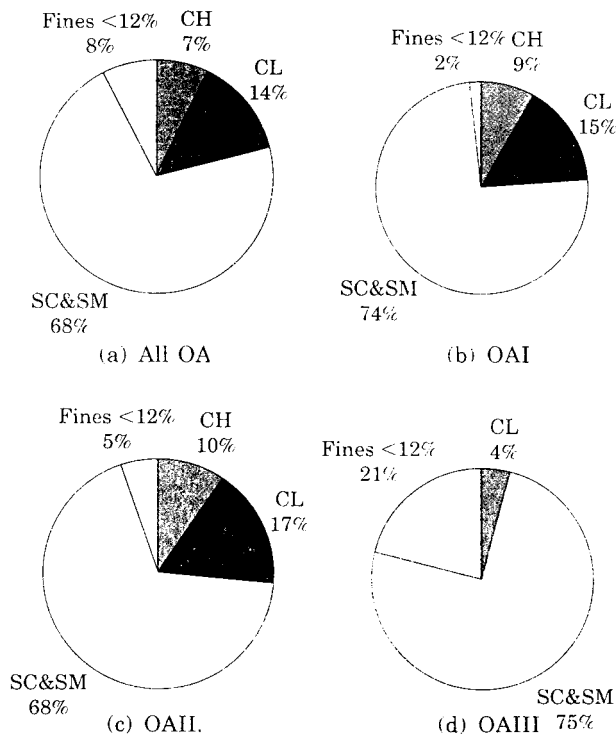 Fines <12%
8%
CH
7%
CL
14%
SC&SM
68%
(a) All OA
Fines <12%
2%
CH
9%
CL
15%
SC&SM
74%
(b) OAI
Fines <12%
5%
CH
10%
CL
17%
SC&SM
68%
(c) OAII.
Fines <12%
21%
CL
4%
SC&SM
75%
(d) OAIII